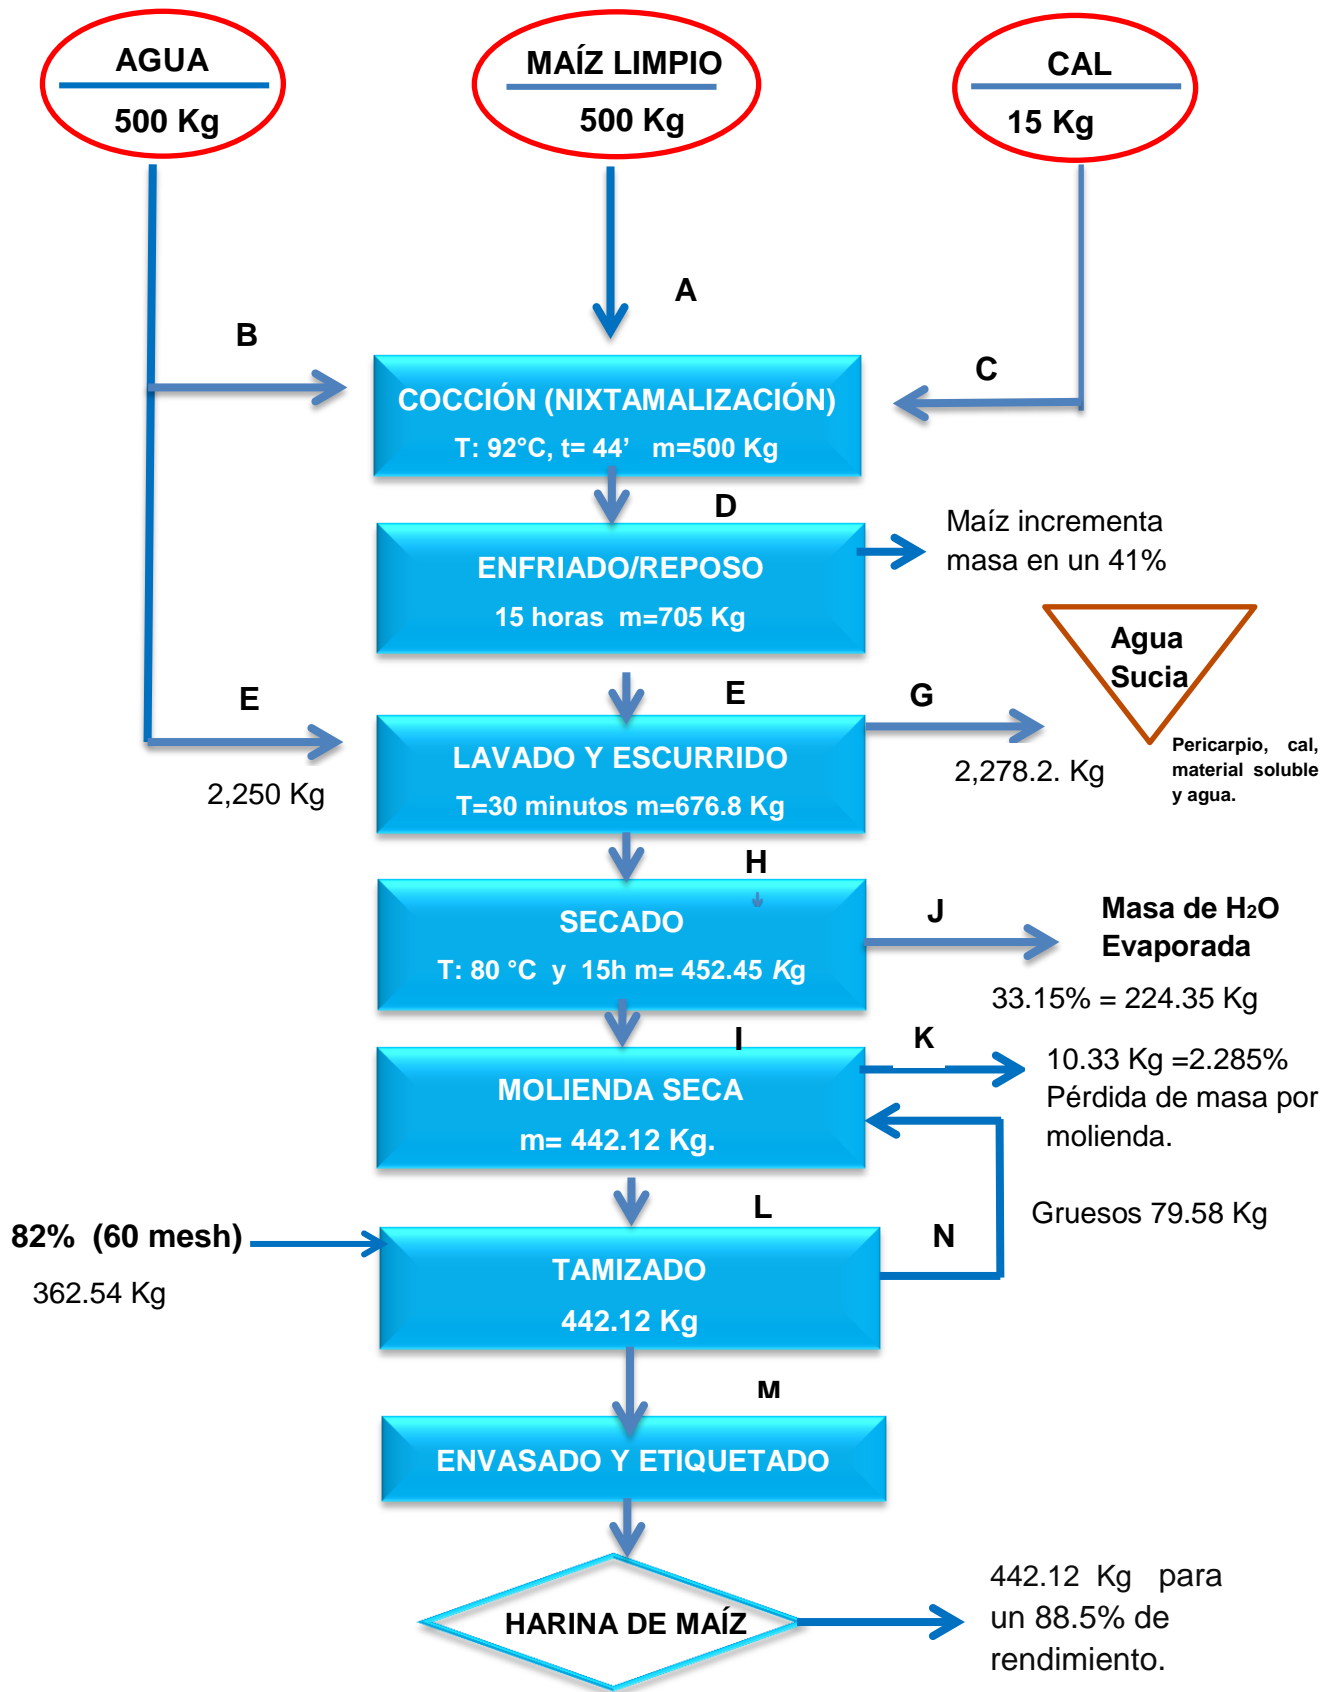 AGUA
500 Kg
MAÍZ LIMPIO
500 Kg
CAL
15 Kg
A
B
C
COCCIÓN (NIXTAMALIZACIÓN)
T: 92°C, t= 44’ m=500 Kg
D
Maíz incrementa
masa en un 41%
ENFRIADO/REPOSO
15 horas m=705 Kg
Agua
Sucia
E
E
G
LAVADO Y ESCURRIDO
T=30 minutos m=676.8 Kg
2,250 Kg
2,278.2. Kg
Pericarpio, cal,
material soluble
y agua.
H
J
SECADO
T: 80 °C y 15h m= 452.45 Kg
Masa de H2O
Evaporada
33.15% = 224.35 Kg
I
K
MOLIENDA SECA
m= 442.12 Kg.
10.33 Kg =2.285%
Pérdida de masa por
molienda.
L
N
Gruesos 79.58 Kg
82% (60 mesh)
362.54 Kg
TAMIZADO
442.12 Kg
M
ENVASADO Y ETIQUETADO
HARINA DE MAÍZ
442.12 Kg para
un 88.5% de
rendimiento.